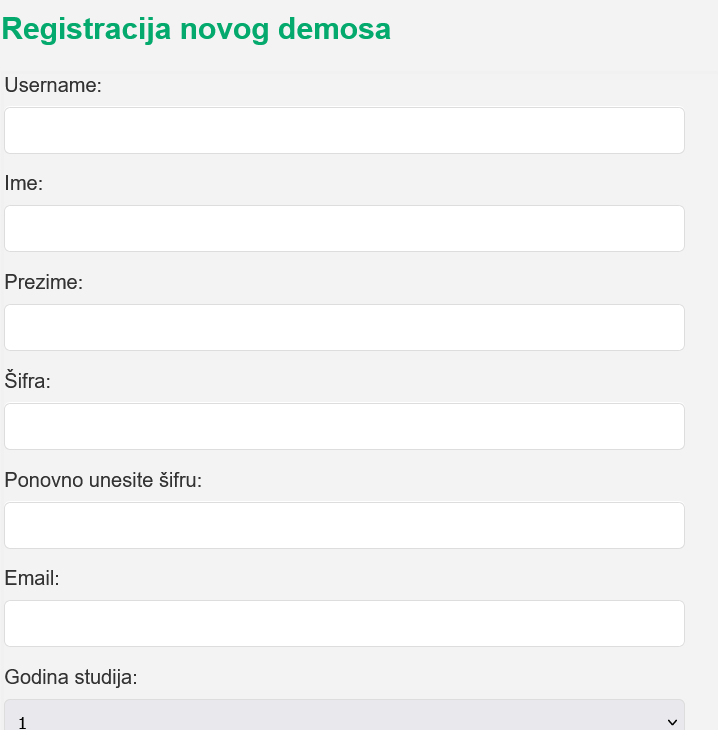 Registracija novog demosa
Username:
Ime:
Prezime:
Šifra:
Ponovno unesite šifru:
Email:
Godina studija:
1